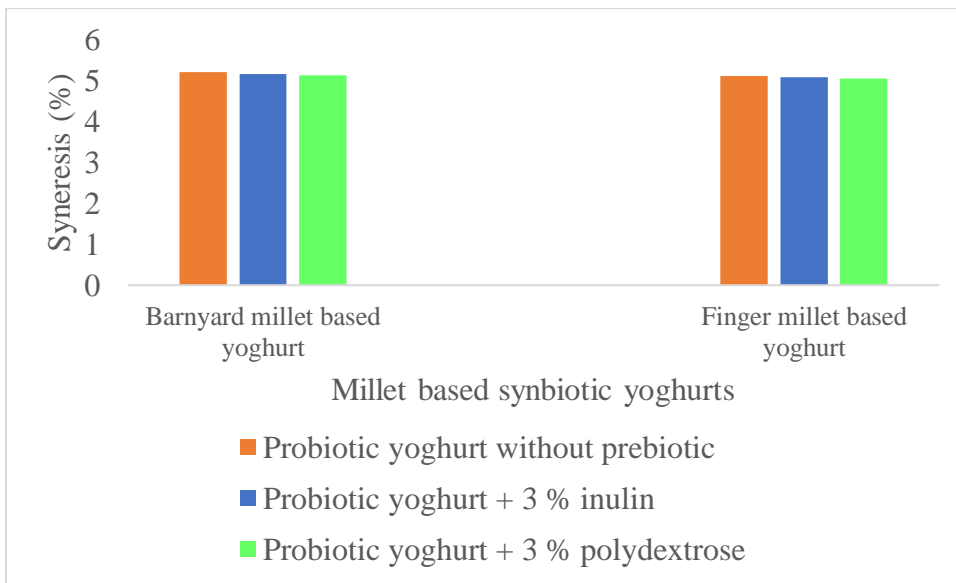 6
5
4
3
2
1
0
Syneresis (%)
Barnyard millet based
yoghurt
Finger millet based
yoghurt
Millet based synbiotic yoghurts
Probiotic yoghurt without prebiotic
Probiotic yoghurt + 3 % inulin
Probiotic yoghurt + 3 % polydextrose